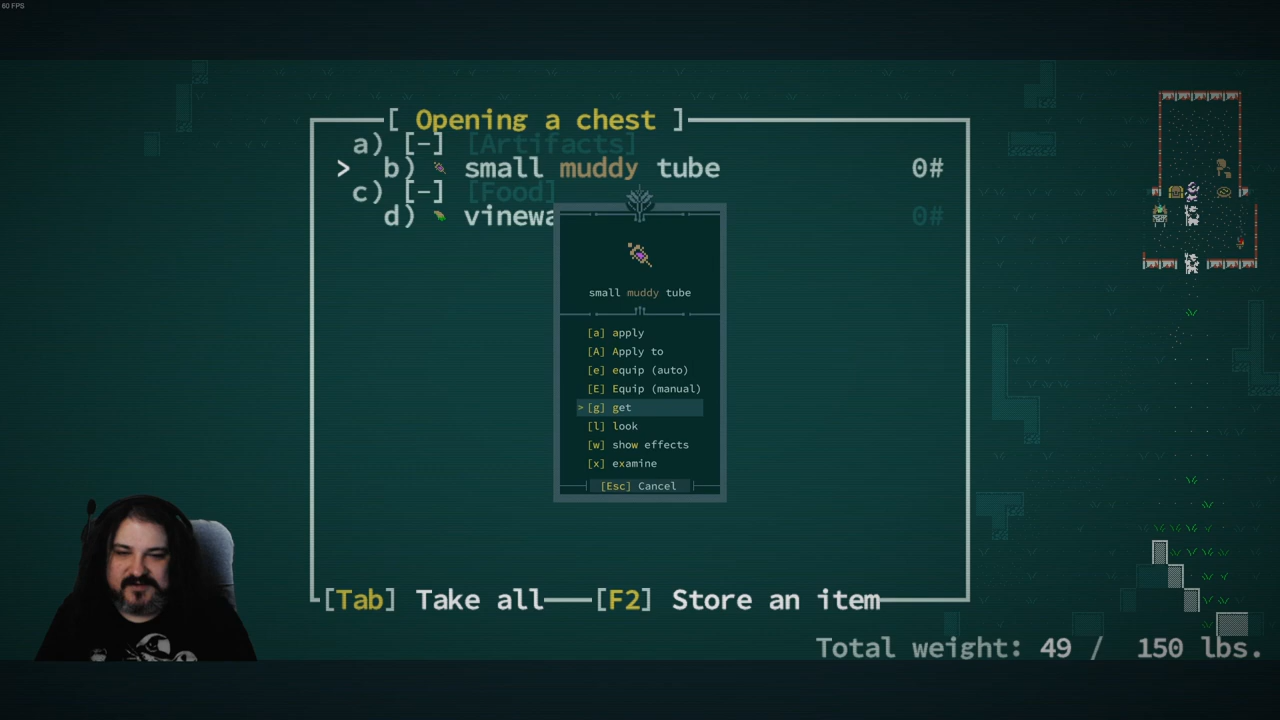 60 FPS
[ Opening a chest ]
a) [-] [Artifacts]
> b) small muddy tube 0#
c) [-] [Food]
d) vinewa 0#
small muddy tube
[a] apply
[A] Apply to
[e] equip (auto)
[E] Equip (manual)
>[g] get
[l] look
[w] show effects
[x] examine
[Esc] Cancel
[Tab] Take all [F2] Store an item
Total weight: 49 / 150 lbs.